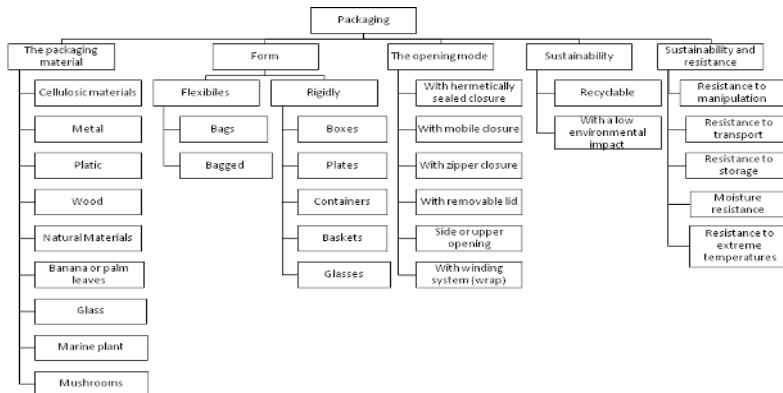 Packaging
The packaging
material
Form
The opening mode
Sustainability
Sustainability and
resistance
Cellulosic materials
Metal
Platic
Wood
Natural Materials
Banana or palm
leaves
Glass
Marine plant
Mushrooms
Flexibiles
Bags
Bagged
Rigidly
Boxes
Plates
Containers
Baskets
Glasses
With hermetically
sealed closure
With mobile closure
With zipper closure
With removable lid
Side or upper
opening
With winding
system (wrap)
Recyclable
With a low
environmental
impact
Resistance to
manipulation
Resistance to
transport
Resistance to
storage
Moisture
resistance
Resistance to
extreme
temperatures